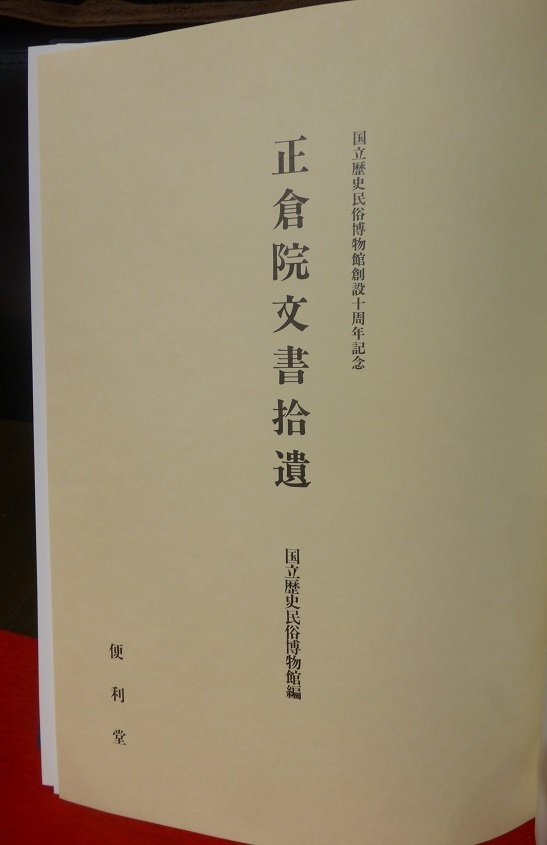 国立歴史民俗博物館創設十周年記念
正倉院文書拾遺
国立歴史民俗博物館編
便利堂